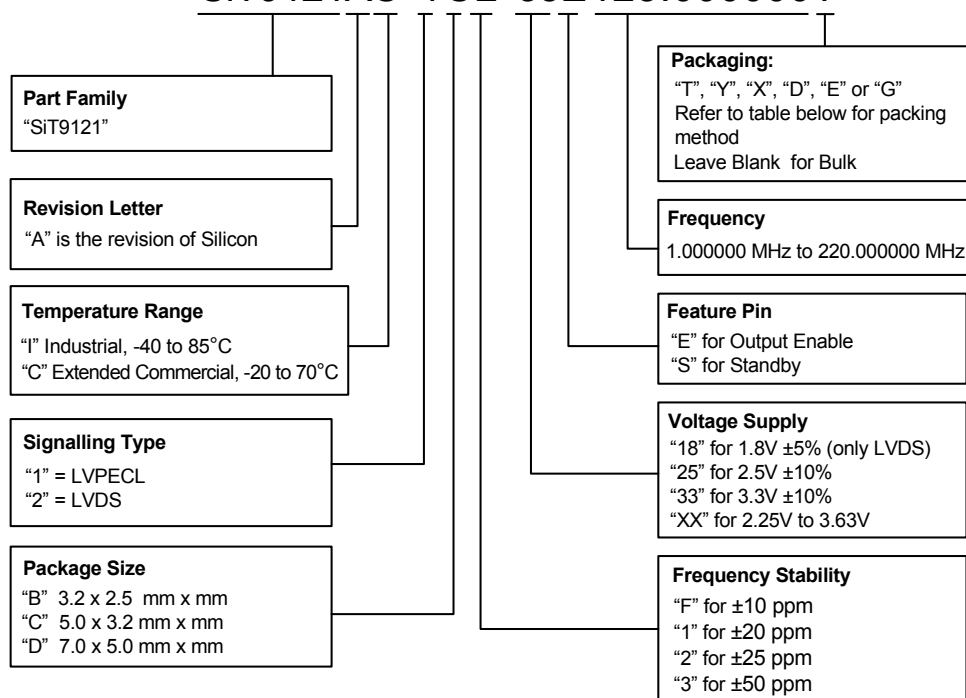 Part Family
“SiT9121”
Revision Letter
“A” is the revision of Silicon
Temperature Range
“I” Industrial, -40 to 85°C
“C” Extended Commercial, -20 to 70°C
Signalling Type
“1” = LVPECL
“2” = LVDS
Package Size
“B” 3.2 x 2.5 mm x mm
“C” 5.0 x 3.2 mm x mm
“D” 7.0 x 5.0 mm x mm
Packaging:
“T”, “Y”, “X”, “D”, “E” or “G”
Refer to table below for packing
method
Leave Blank for Bulk
Frequency
1.000000 MHz to 220.000000 MHz
Feature Pin
“E” for Output Enable
“S” for Standby
Voltage Supply
“18” for 1.8V ±5% (only LVDS)
“25” for 2.5V ±10%
“33” for 3.3V ±10%
“XX” for 2.25V to 3.63V
Frequency Stability
“F” for ±10 ppm
“1” for ±20 ppm
“2” for ±25 ppm
“3” for ±50 ppm